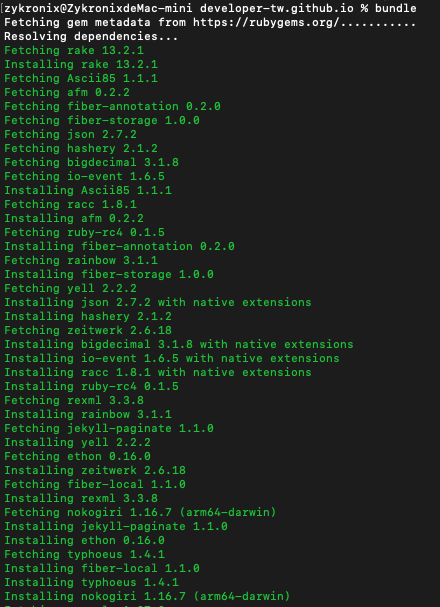 [zykronix@ZykronixdeMac-mini developer-tw.github.io % bundle
Fetching gem metadata from https://rubygems.org/...........
Resolving dependencies...
Fetching rake 13.2.1
Installing rake 13.2.1
Fetching Ascii85 1.1.1
Fetching afm 0.2.2
Fetching fiber-annotation 0.2.0
Fetching fiber-storage 1.0.0
Fetching json 2.7.2
Fetching hashery 2.1.2
Fetching bigdecimal 3.1.8
Fetching io-event 1.6.5
Installing Ascii85 1.1.1
Fetching racc 1.8.1
Installing afm 0.2.2
Fetching ruby-rc4 0.1.5
Installing fiber-annotation 0.2.0
Fetching rainbow 3.1.1
Installing fiber-storage 1.0.0
Fetching yell 2.2.2
Installing json 2.7.2 with native extensions
Installing hashery 2.1.2
Fetching zeitwerk 2.6.18
Installing bigdecimal 3.1.8 with native extensions
Installing io-event 1.6.5 with native extensions
Installing racc 1.8.1 with native extensions
Installing ruby-rc4 0.1.5
Fetching rexml 3.3.8
Installing rainbow 3.1.1
Fetching jekyll-paginate 1.1.0
Installing yell 2.2.2
Fetching ethon 0.16.0
Installing zeitwerk 2.6.18
Fetching fiber-local 1.1.0
Installing rexml 3.3.8
Fetching nokogiri 1.16.7 (arm64-darwin)
Installing jekyll-paginate 1.1.0
Installing ethon 0.16.0
Fetching typhoeus 1.4.1
Installing fiber-local 1.1.0
Installing typhoeus 1.4.1
Installing nokogiri 1.16.7 (arm64-darwin)